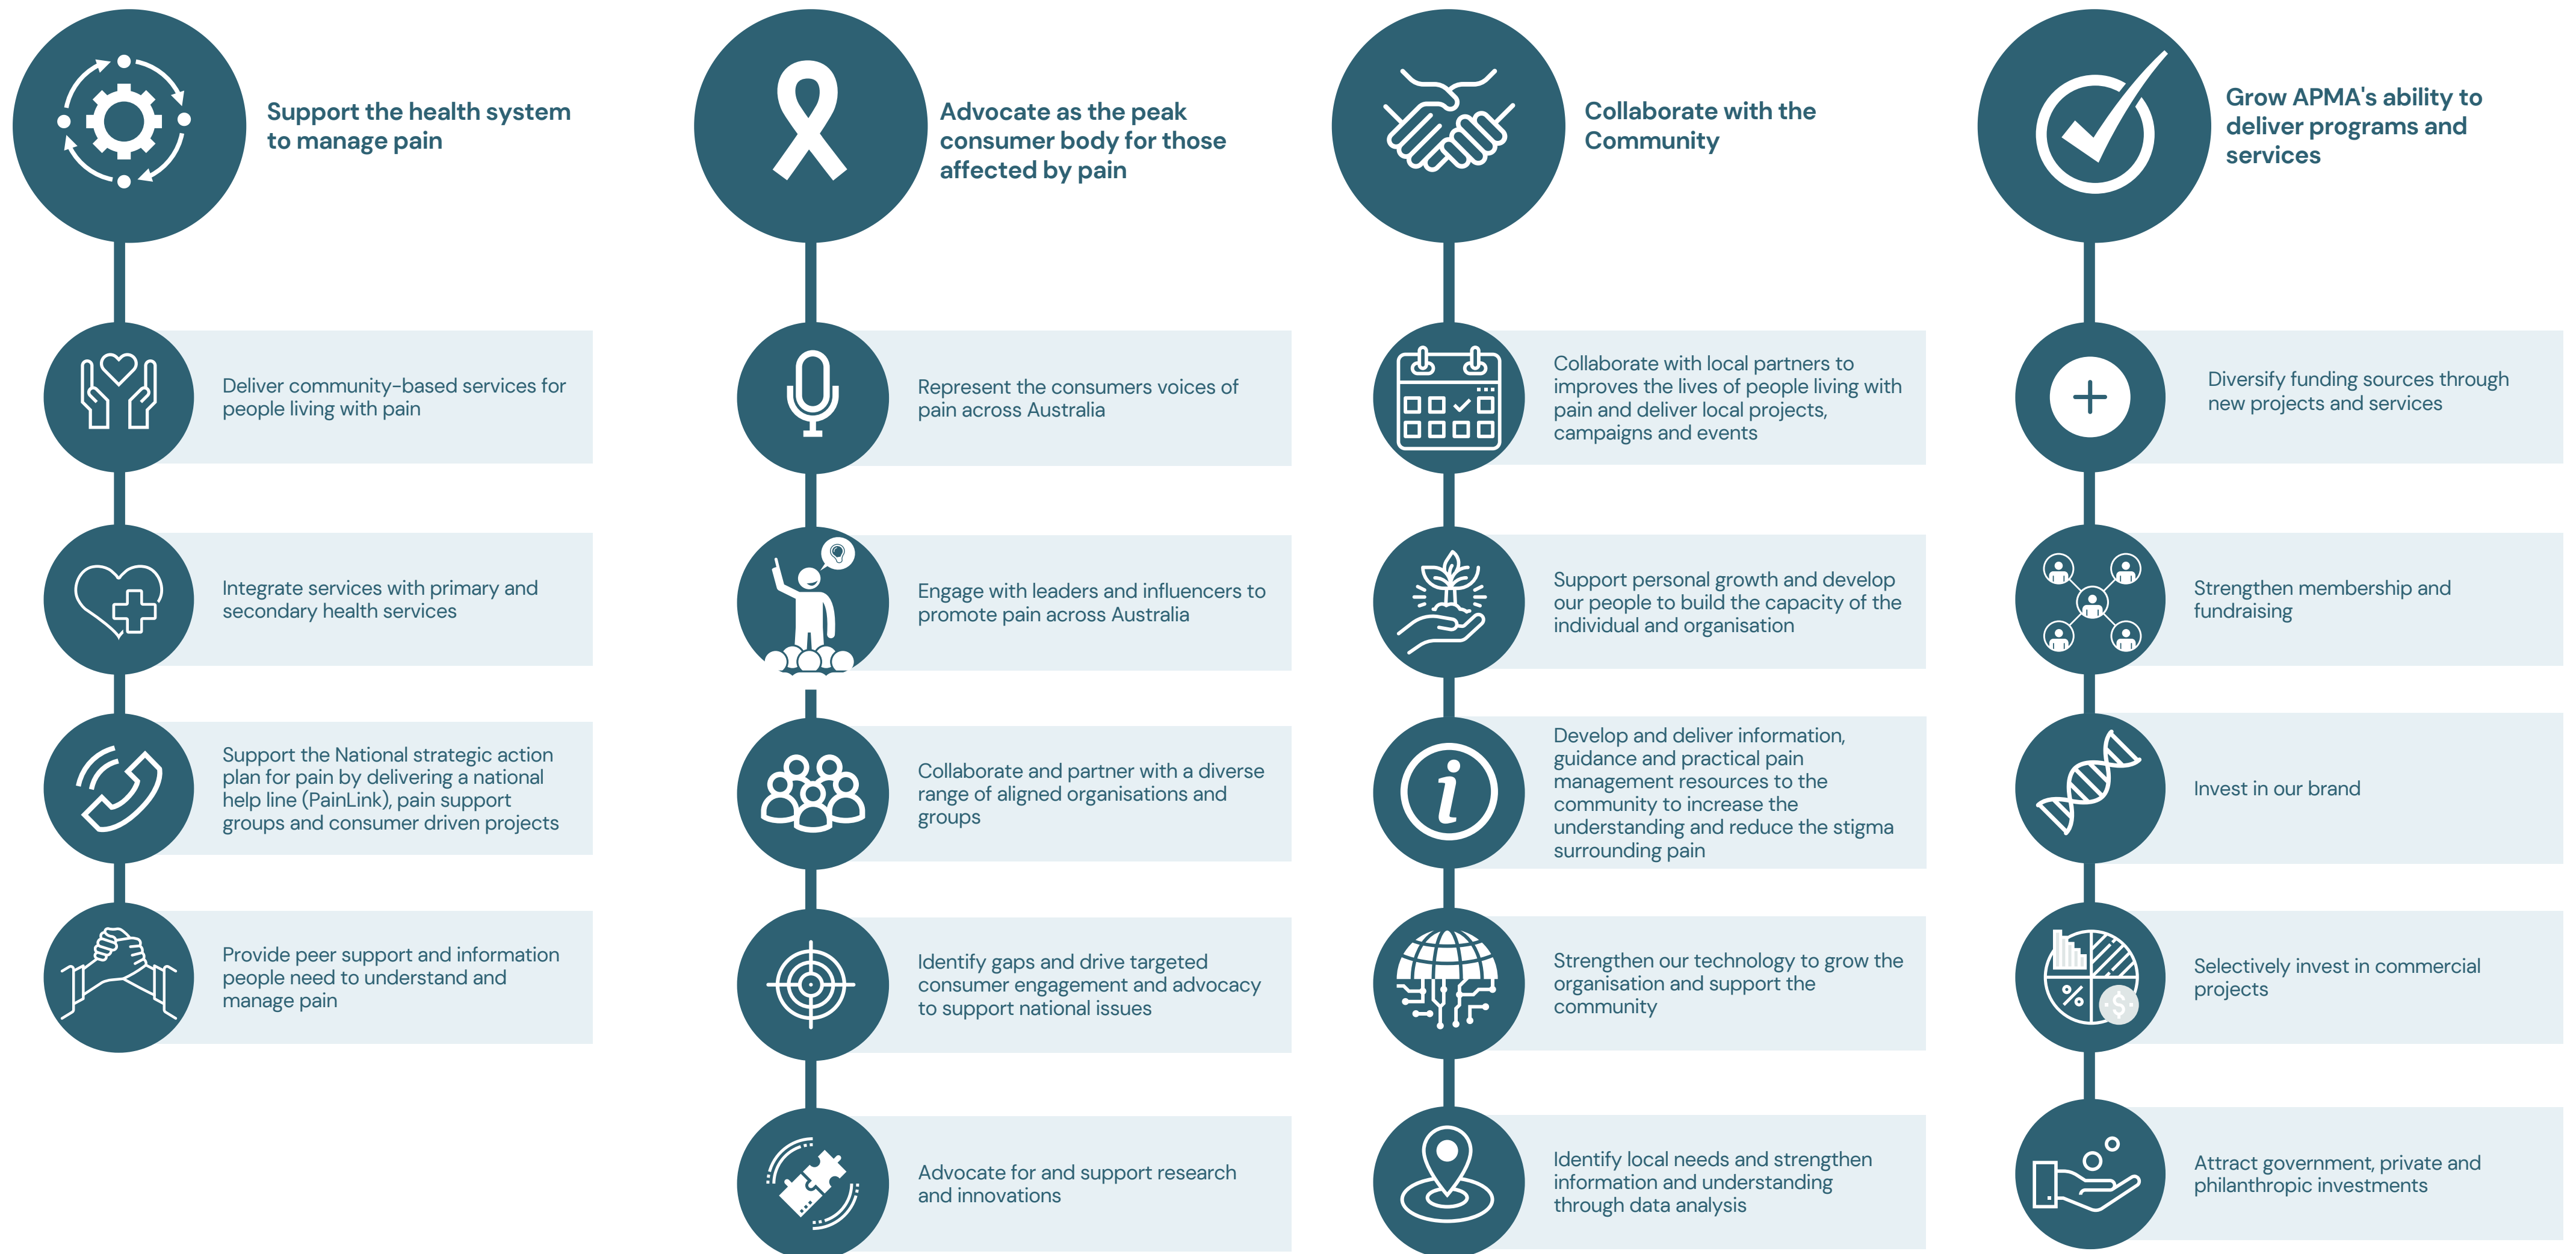 Support the health system
to manage pain
Deliver community-based services for
people living with pain
Integrate services with primary and
secondary health services
Support the National strategic action
plan for pain by delivering a national
help line (PainLink), pain support
groups and consumer driven projects
Provide peer support and information
people need to understand and
manage pain
Advocate as the peak
consumer body for those
affected by pain
Represent the consumers voices of
pain across Australia
Engage with leaders and influencers to
promote pain across Australia
Collaborate and partner with a diverse
range of aligned organisations and
groups
Identify gaps and drive targeted
consumer engagement and advocacy
to support national issues
Advocate for and support research
and innovations
Collaborate with the
Community
Collaborate with local partners to
improves the lives of people living with
pain and deliver local projects,
campaigns and events
Support personal growth and develop
our people to build the capacity of the
individual and organisation
Develop and deliver information,
guidance and practical pain
management resources to the
community to increase the
understanding and reduce the stigma
surrounding pain
Strengthen our technology to grow the
organisation and support the
community
Identify local needs and strengthen
information and understanding
through data analysis
Grow APMA's ability to
deliver programs and
services
Diversify funding sources through
new projects and services
Strengthen membership and
fundraising
Invest in our brand
Selectively invest in commercial
projects
Attract government, private and
philanthropic investments